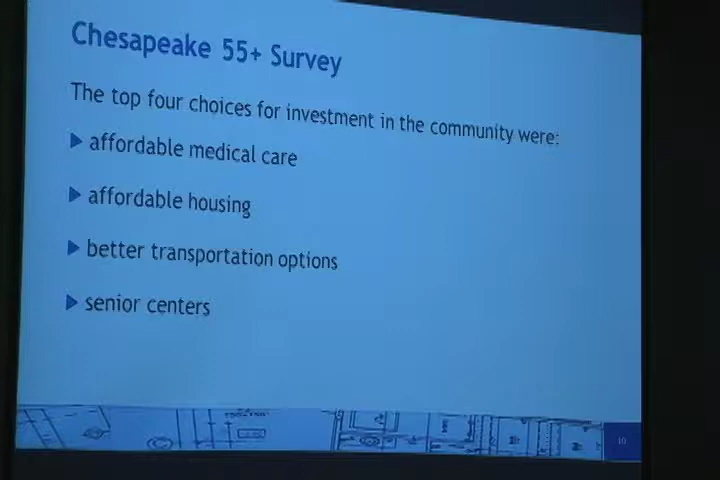 Chesapeake 55+ Survey
The top four choices for investment in the community were:
affordable medical care
affordable housing
better transportation options
senior centers
10